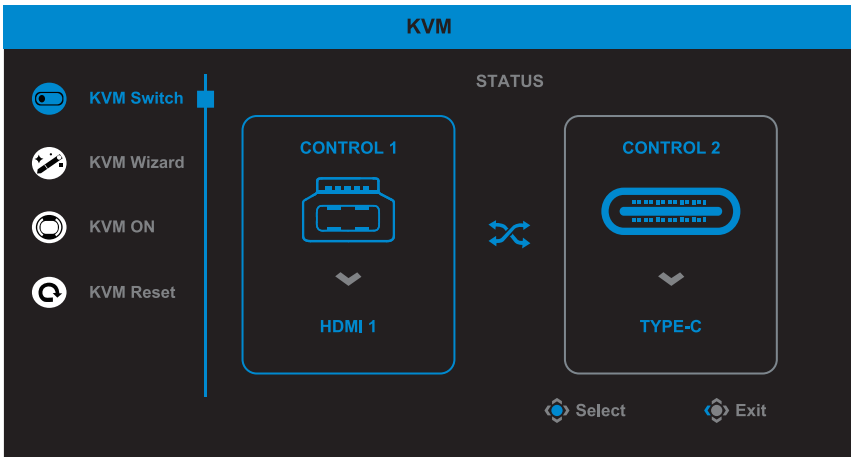 KVM
KVM Switch
KVM Wizard
KVM ON
KVM Reset
STATUS
CONTROL 1
HDMI 1
CONTROL 2
TYPE-C
Select
Exit